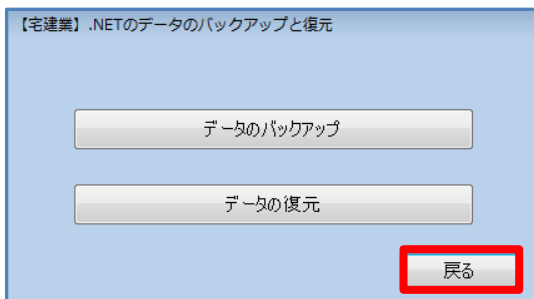 【宅建業】.NETのデータのバックアップと復元
データのバックアップ
データの復元
戻る